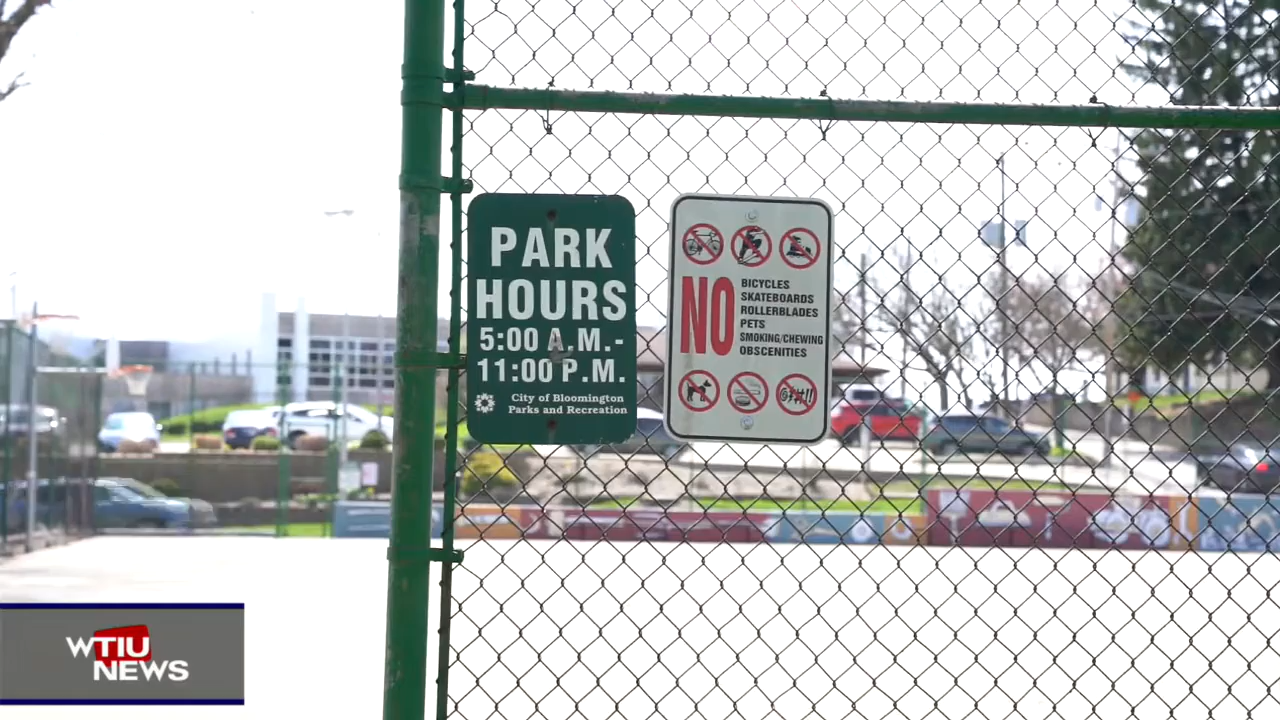 PARK
HOURS
5:00 A.M.-
11:00 P.M.
City of Bloomington
Parks and Recreation
NO
BICYCLES
SKATEBOARDS
ROLLERBLADES
PETS
SMOKING/CHEWING
OBSCENITIES
@#!!
WTIU
NEWS